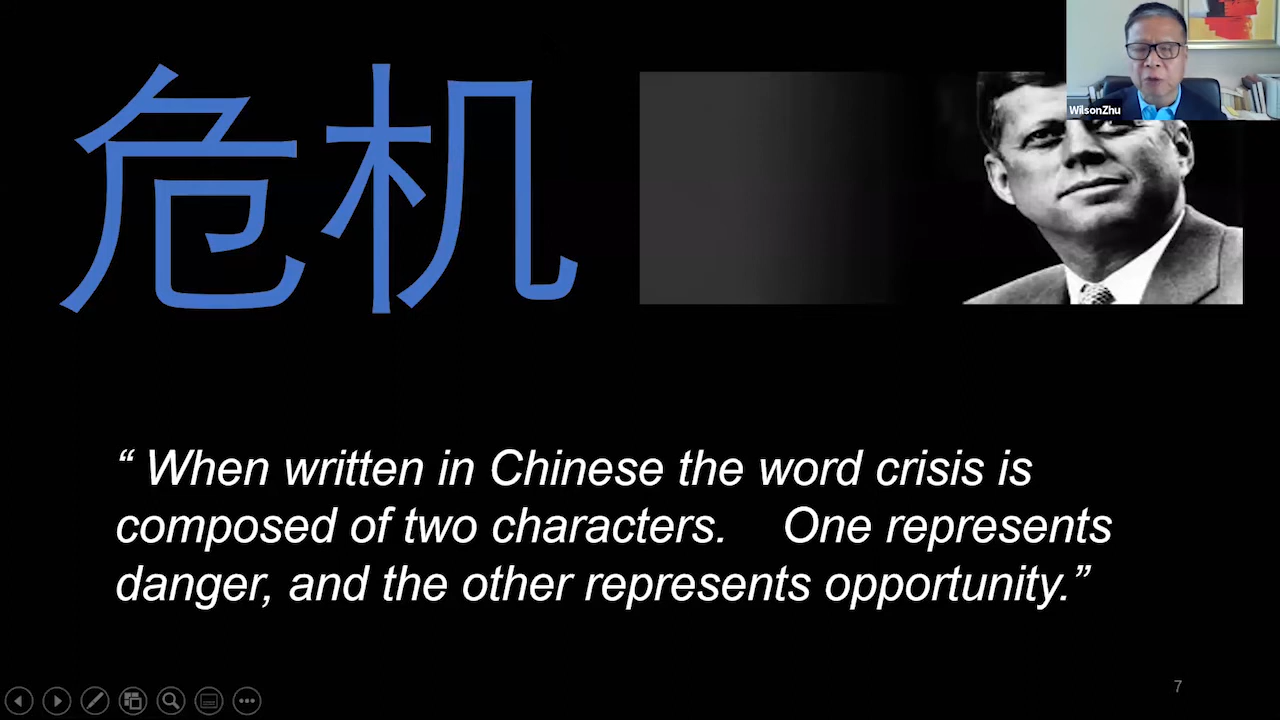 危机
WilsonZhu
“ When written in Chinese the word crisis is
composed of two characters. One represents
danger, and the other represents opportunity.”
7